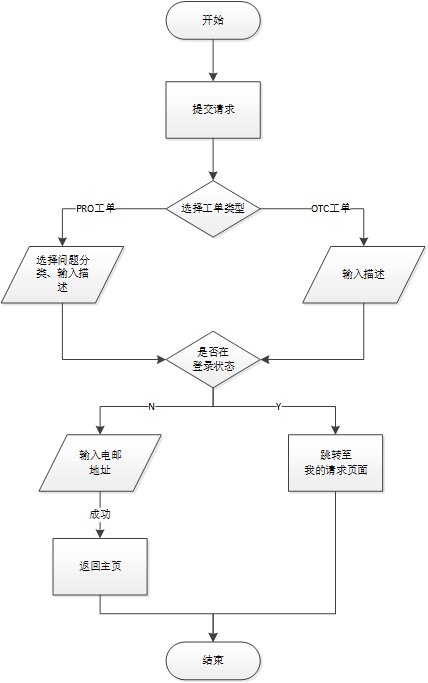 开始
提交请求
选择工单类型
PRO工单
OTC工单
选择问题分
类、输入描
述
输入描述
是否在
登录状态
N
Y
输入电邮
地址
跳转至
我的请求页面
成功
返回主页
结束